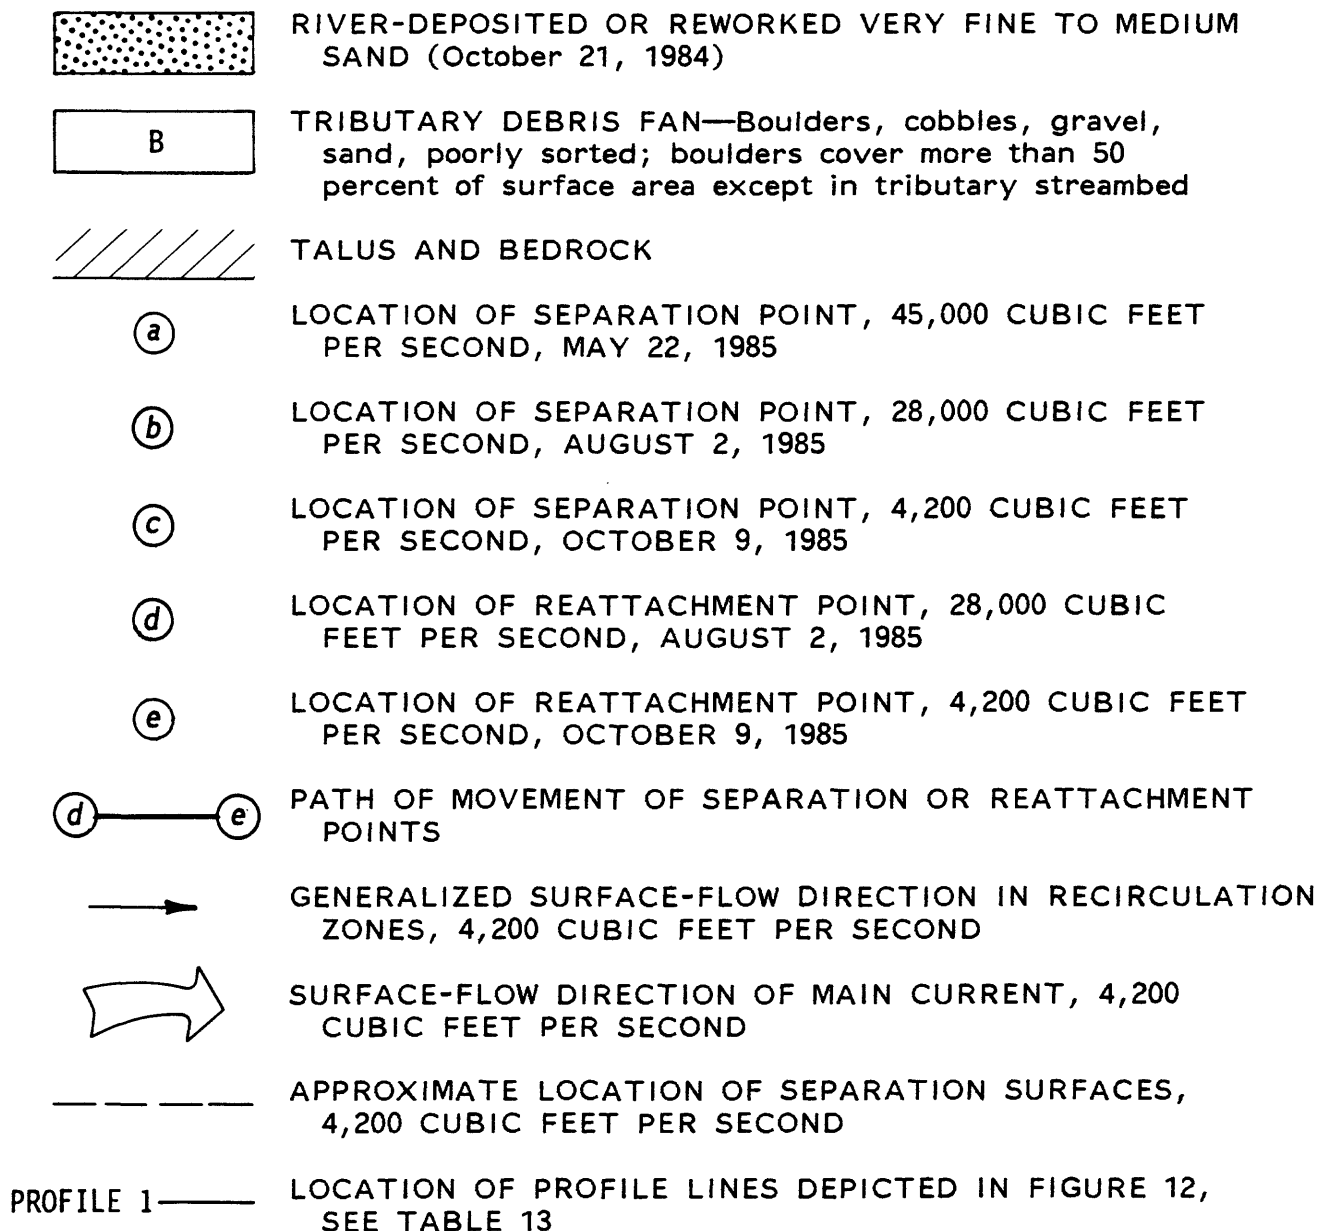 RIVER-DEPOSITED OR REWORKED VERY FINE TO MEDIUM
SAND (October 21, 1984)
B
TRIBUTARY DEBRIS FAN—Boulders, cobbles, gravel,
sand, poorly sorted; boulders cover more than 50
percent of surface area except in tributary streambed
TALUS AND BEDROCK
a
LOCATION OF SEPARATION POINT, 45,000 CUBIC FEET
PER SECOND, MAY 22, 1985
b
LOCATION OF SEPARATION POINT, 28,000 CUBIC FEET
PER SECOND, AUGUST 2, 1985
c
LOCATION OF SEPARATION POINT, 4,200 CUBIC FEET
PER SECOND, OCTOBER 9, 1985
d
LOCATION OF REATTACHMENT POINT, 28,000 CUBIC
FEET PER SECOND, AUGUST 2, 1985
e
LOCATION OF REATTACHMENT POINT, 4,200 CUBIC FEET
PER SECOND, OCTOBER 9, 1985
d e
PATH OF MOVEMENT OF SEPARATION OR REATTACHMENT
POINTS
GENERALIZED SURFACE-FLOW DIRECTION IN RECIRCULATION
ZONES, 4,200 CUBIC FEET PER SECOND
SURFACE-FLOW DIRECTION OF MAIN CURRENT, 4,200
CUBIC FEET PER SECOND
APPROXIMATE LOCATION OF SEPARATION SURFACES,
4,200 CUBIC FEET PER SECOND
PROFILE 1
LOCATION OF PROFILE LINES DEPICTED IN FIGURE 12,
SEE TABLE 13